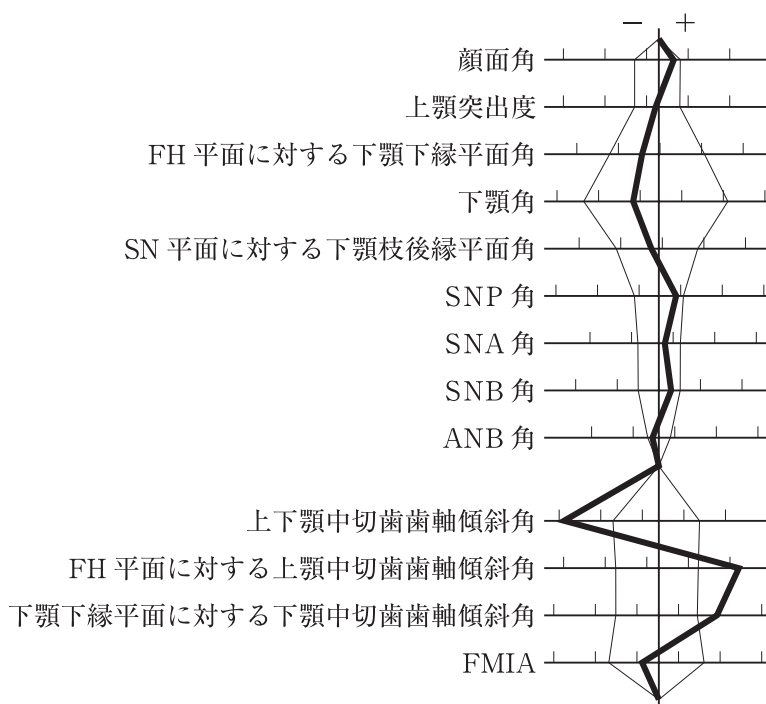 − +
顔面角
上顎突出度
FH 平面に対する下顎下縁平面角
下顎角
SN 平面に対する下顎枝後縁平面角
SNP 角
SNA 角
SNB 角
ANB 角
上下顎中切歯歯軸傾斜角
FH 平面に対する上顎中切歯歯軸傾斜角
下顎下縁平面に対する下顎中切歯歯軸傾斜角
FMIA